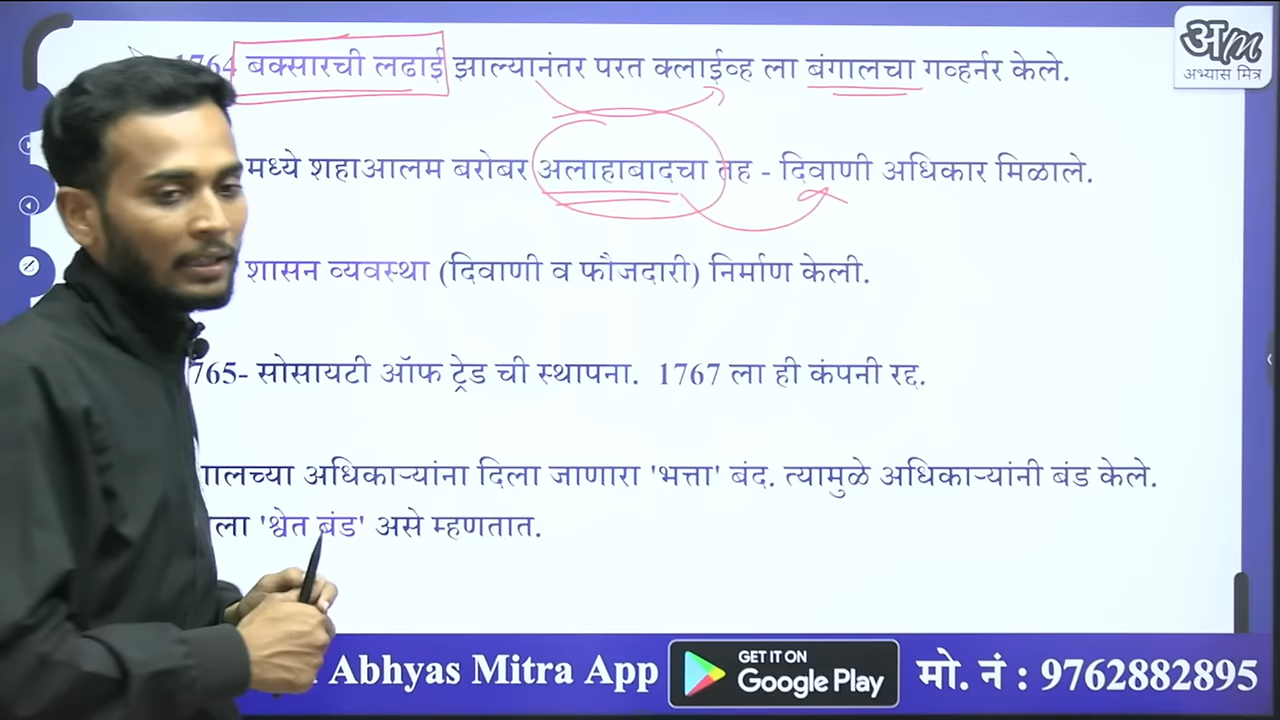 अm
अभ्यास मित्र
1764 बक्सारची लढाई झाल्यानंतर परत क्लाईव्ह ला बंगालचा गव्हर्नर केले.
मध्ये शहाआलम बरोबर अलाहाबादचा तह - दिवाणी अधिकार मिळाले.
शासन व्यवस्था (दिवाणी व फौजदारी) निर्माण केली.
765- सोसायटी ऑफ ट्रेड ची स्थापना. 1767 ला ही कंपनी रद्द.
गालच्या अधिकाऱ्यांना दिला जाणारा 'भत्ता' बंद. त्यामुळे अधिकाऱ्यांनी बंड केले.
ला 'श्वेत बंड' असे म्हणतात.
Abhyas Mitra App GET IT ON Google Play मो. नं : 9762882895